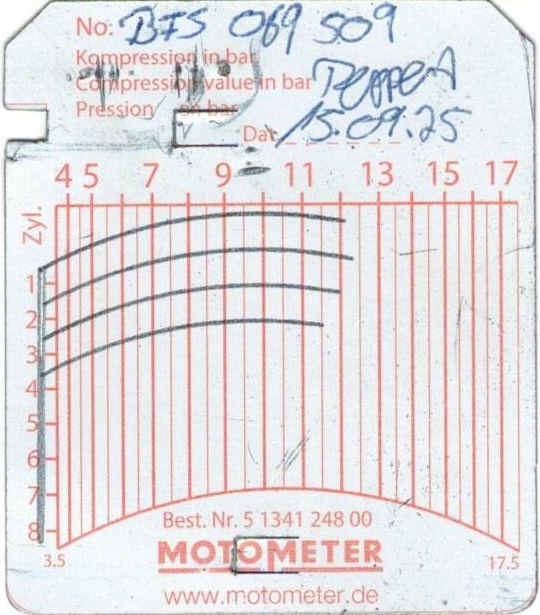 No: BFS 069 509
Kompression in bar
Compression value in bar
Pression en bar
Dat. 15.09.25
4 5 7 9 11 13 15 17
Zyl.
1
2
3
4
5
6
7
8
3.5
17.5
Best. Nr. 5 1341 248 00
MOTOMETER
www.motometer.de